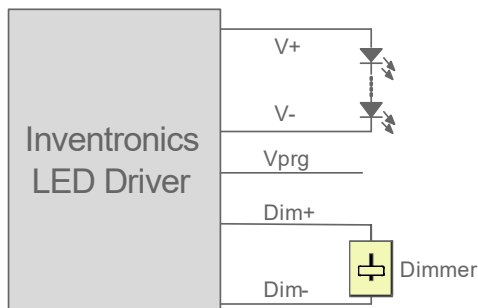 V+
V-
Inventronics
LED Driver
Vprg
Dim+
Dimmer
Dim-